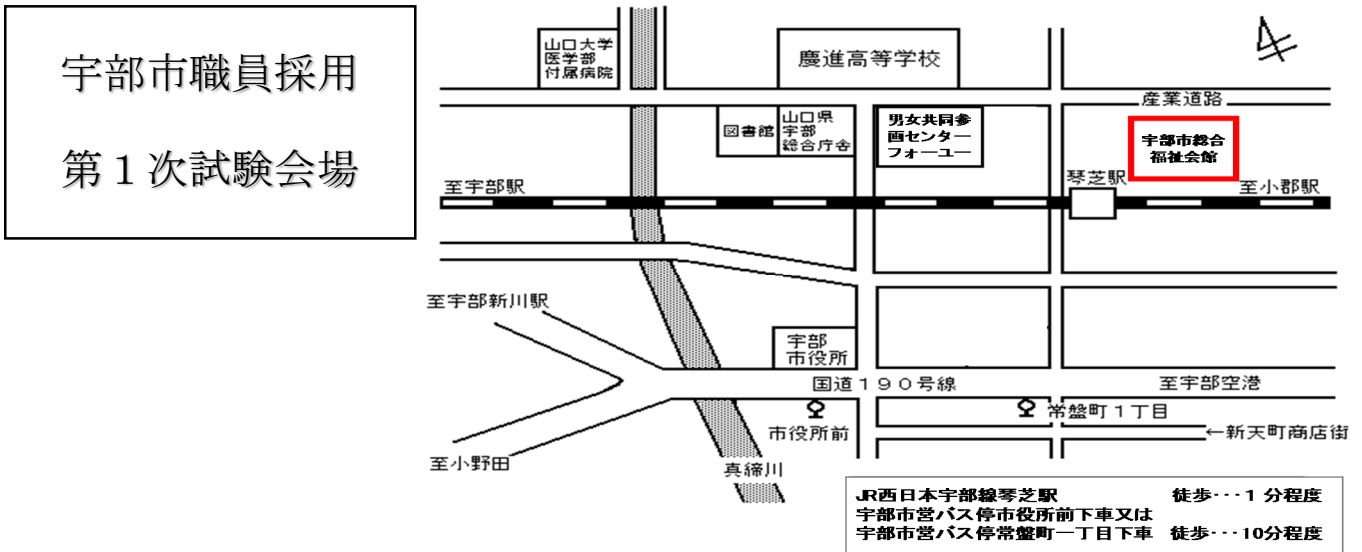 宇部市職員採用
第１次試験会場
山口大学
医学部
付属病院
慶進高等学校
産業道路
図書館
山口県
宇部
総合庁舎
男女共同参
画センター
フォーユー
宇部市総合
福祉会館
至宇部駅
琴芝駅
至小郡駅
至宇部新川駅
宇部
市役所
国道１９０号線
至宇部空港
市役所前
常盤町１丁目
←新天町商店街
至小野田
真締川
JR西日本宇部線琴芝駅 徒歩･･･1 分程度
宇部市営バス停市役所前下車又は
宇部市営バス停常盤町一丁目下車 徒歩･･･10分程度